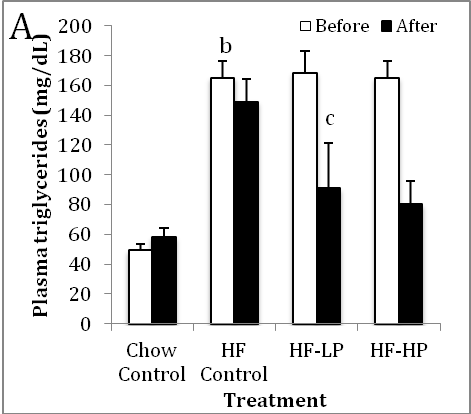 A
Before After
Plasma triglycerides (mg/dL)
200
180
160
140
120
100
80
60
40
20
0
b
c
Chow Control
HF Control
HF-LP
HF-HP
Treatment